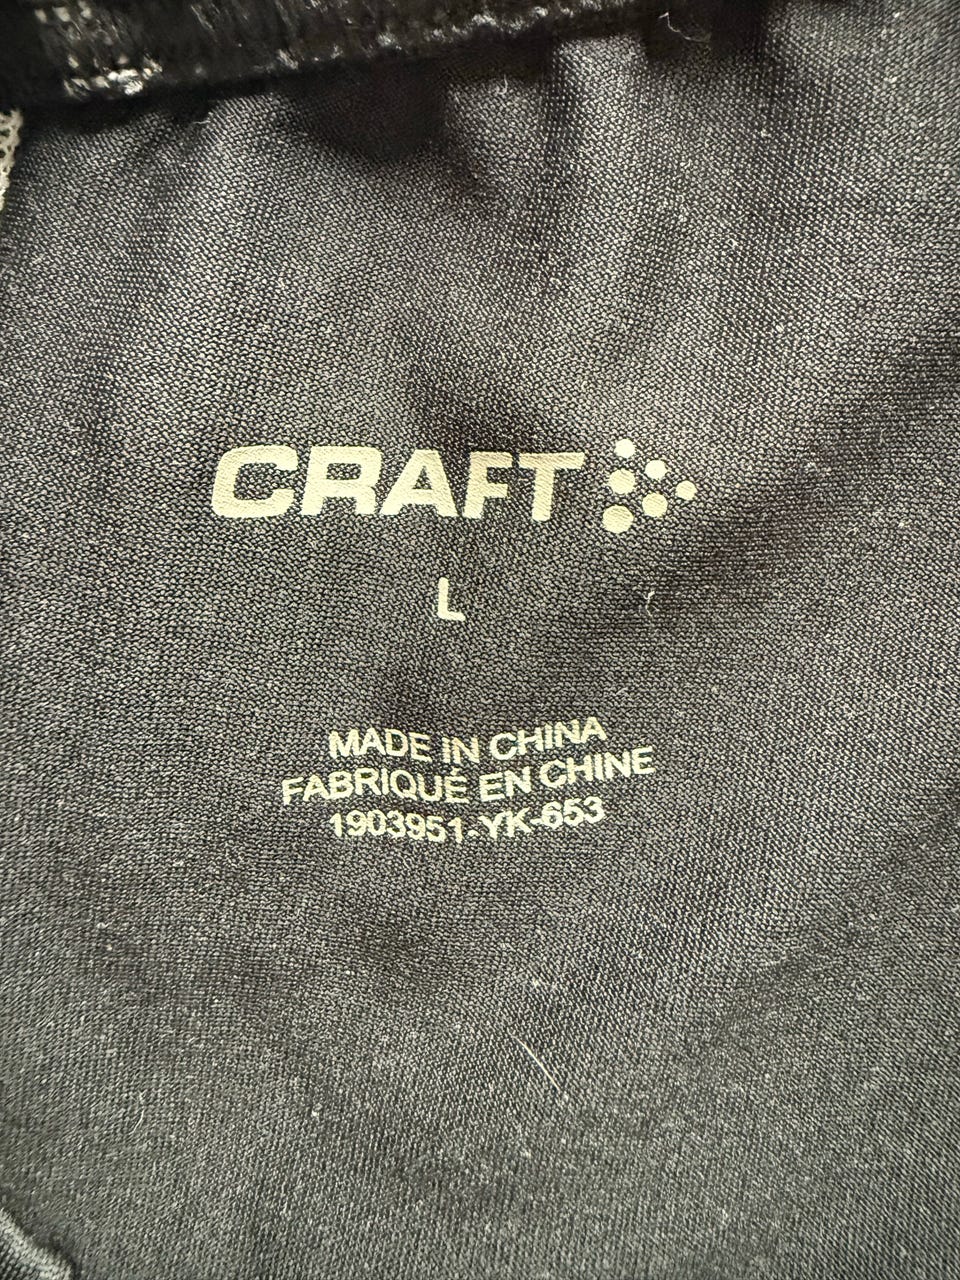 CRAFT
L
MADE IN CHINA
FABRIQUÉ EN CHINE
1903951-YK-653